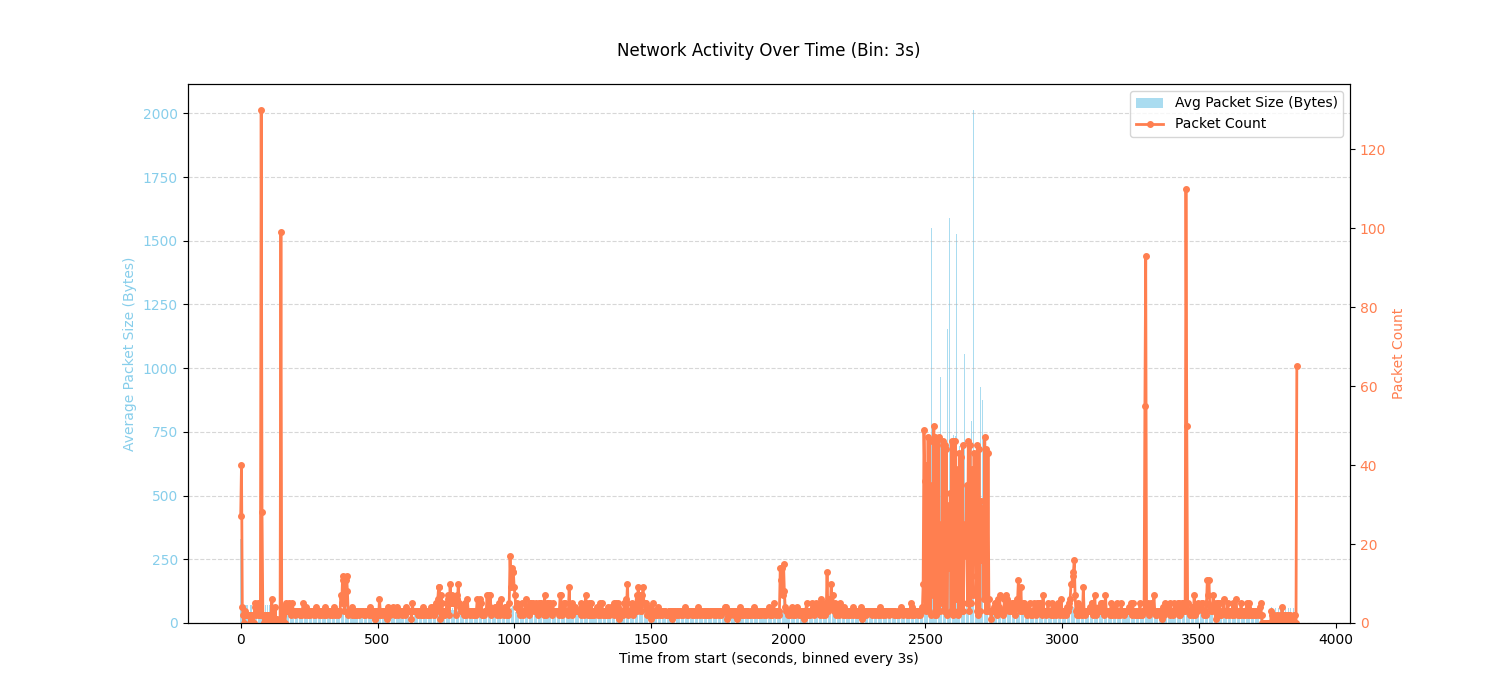 Network Activity Over Time (Bin: 3s)
Avg Packet Size (Bytes)
Packet Count
2000
1750
1500
1250
1000
750
500
250
0
Average Packet Size (Bytes)
120
100
80
60
40
20
0
Packet Count
0 500 1000 1500 2000 2500 3000 3500 4000
Time from start (seconds, binned every 3s)